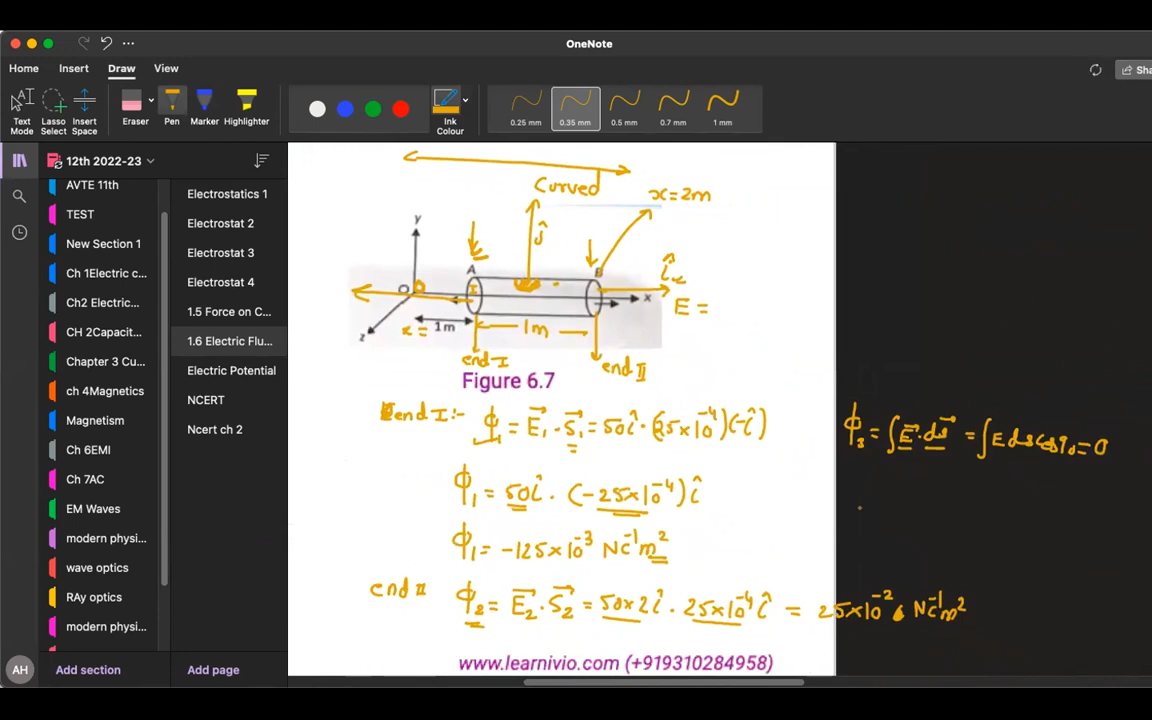 OneNote
Home Insert Draw View
Sha
Text Mode
Lasso Select
Insert Space
Eraser
Pen
Marker
Highlighter
Ink Colour
0.25 mm
0.35 mm
0.5 mm
0.7 mm
1 mm
12th 2022-23
AVTE 11th
TEST
New Section 1
Ch 1Electric c...
Ch2 Electric...
CH 2Capacit...
Chapter 3 Cu...
ch 4Magnetics
Magnetism
Ch 6EMI
Ch 7AC
EM Waves
modern physi...
wave optics
RAy optics
modern physi...
AH
Add section
Electrostatics 1
Electrostat 2
Electrostat 3
Electrostat 4
1.5 Force on C...
1.6 Electric Flu...
Electric Potential
NCERT
Ncert ch 2
Add page
Curved
x=2m
ĵ
y
A
B
î
O
x
E =
z
x = 1m
1m
end I
end II
Figure 6.7
end I :- ϕ₁ = E⃗₁ · S⃗₁ = 50î · (25×10⁻⁴)(-î)
ϕ₁ = 50î · (-25×10⁻⁴) î
ϕ₁ = -125×10⁻³ NC⁻¹m²
end II ϕ₂ = E⃗₂ · S⃗₂ = 50×2î · 25×10⁻⁴ î = 25×10⁻² NC⁻¹m²
ϕ₃ = ∫E⃗·ds⃗ = ∫E ds cos90 = 0
www.learnivio.com (+919310284958)